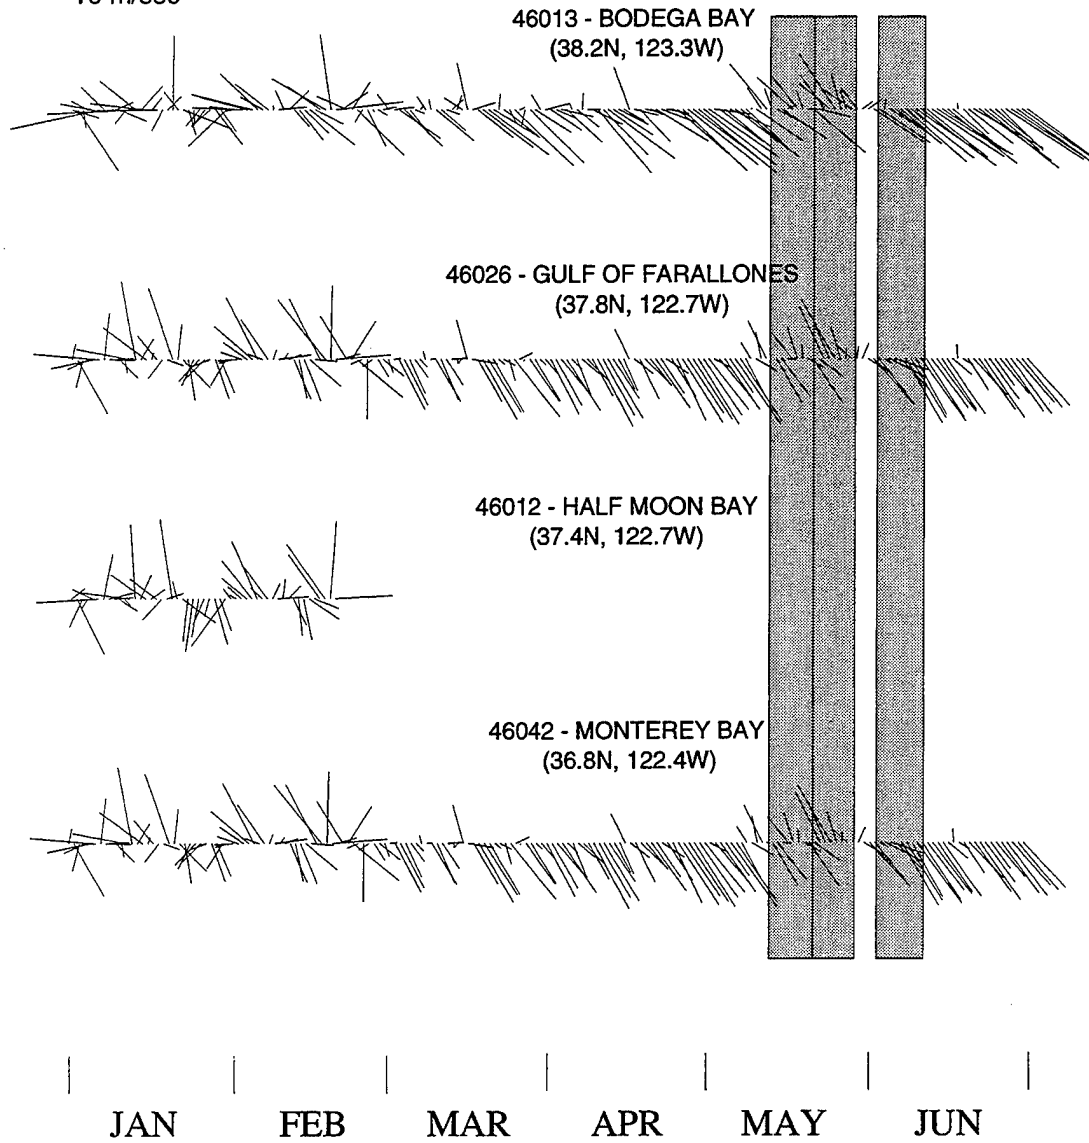 46013 - BODEGA BAY
(38.2N, 123.3W)
46026 - GULF OF FARALLONES
(37.8N, 122.7W)
46012 - HALF MOON BAY
(37.4N, 122.7W)
46042 - MONTEREY BAY
(36.8N, 122.4W)
JAN FEB MAR APR MAY JUN